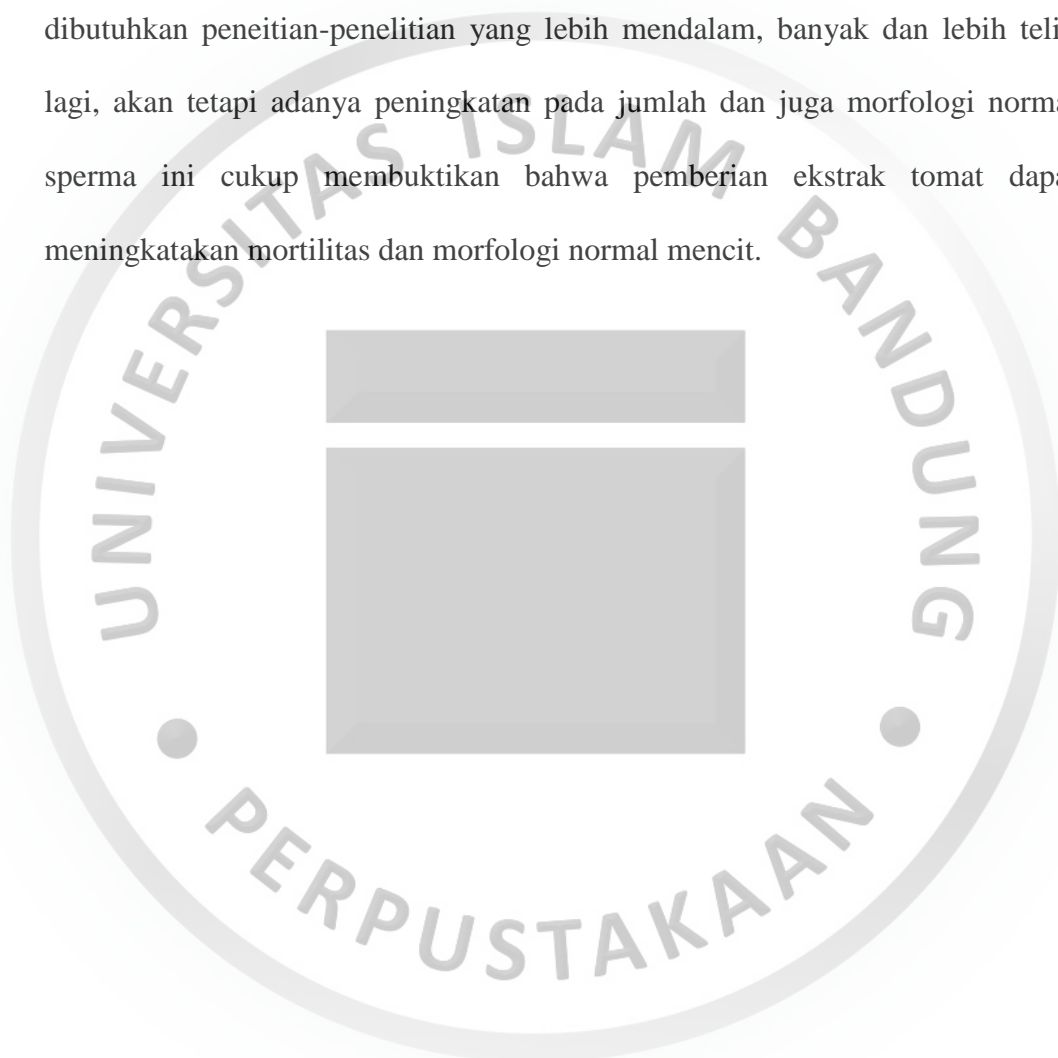 dibutuhkan peneitian-penelitian yang lebih mendalam, banyak dan lebih teli
lagi, akan tetapi adanya peningkatan pada jumlah dan juga morfologi norma
sperma ini cukup membuktikan bahwa pemberian ekstrak tomat dapa
meningkatakan mortilitas dan morfologi normal mencit.
UNIVERSITAS ISLAM BANDUNG
PERPUSTAKAAN